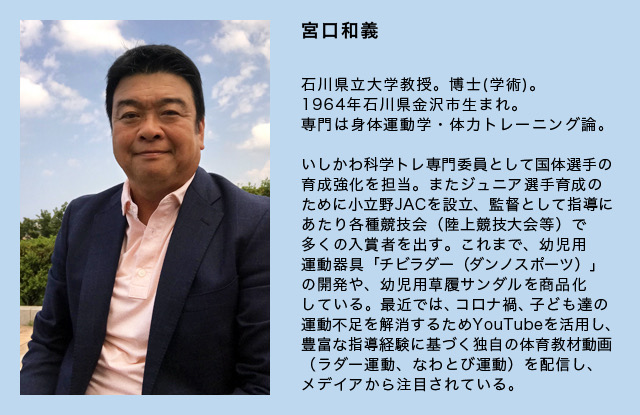 宮口和義
石川県立大学教授。博士(学術)。
1964年石川県金沢市生まれ。
専門は身体運動学・体力トレーニング論。
いしかわ科学トレ専門委員として国体選手の
育成強化を担当。またジュニア選手育成の
ために小立野JACを設立、監督として指導に
あたり各種競技会（陸上競技大会等）で
多くの入賞者を出す。これまで、幼児用
運動器具「チビラダー（ダンノスポーツ）」
の開発や、幼児用草履サンダルを商品化
している。最近では、コロナ禍、子ども達の
運動不足を解消するためYouTubeを活用し、
豊富な指導経験に基づく独自の体育教材動画
（ラダー運動、なわとび運動）を配信し、
メデイアから注目されている。